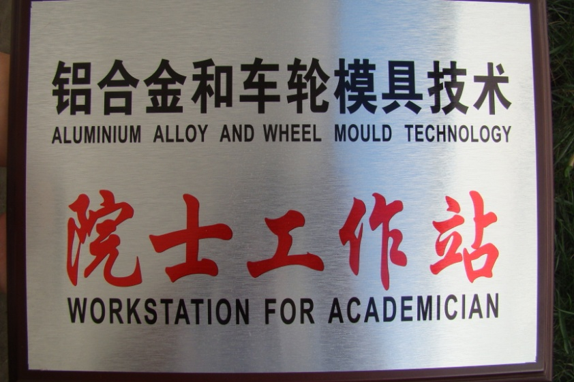 铝合金和车轮模具技术
ALUMINIUM ALLOY AND WHEEL MOULD TECHNOLOGY
院士工作站
WORKSTATION FOR ACADEMICIAN